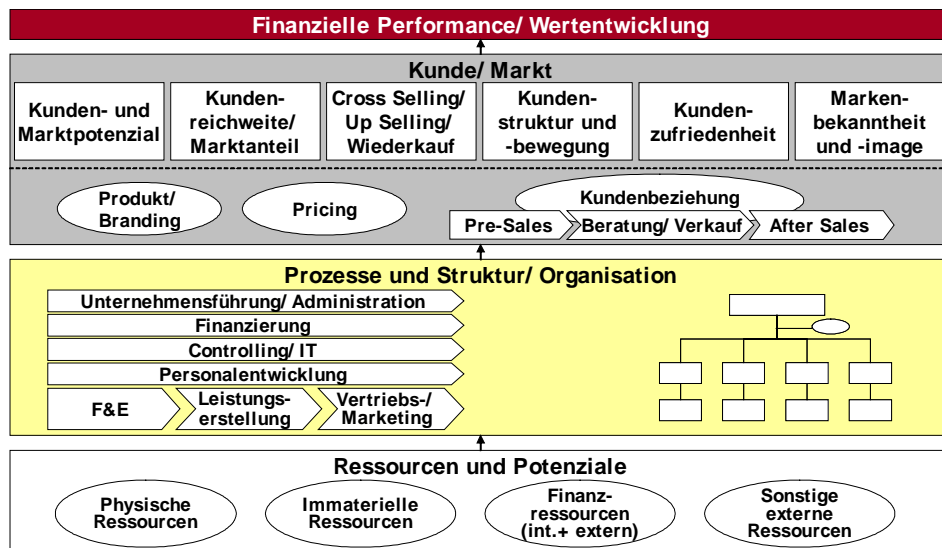 Finanzielle Performance/ Wertentwicklung
Kunde/ Markt
Kunden- und
Marktpotenzial
Kunden-
reichweite/
Marktanteil
Cross Selling/
Up Selling/
Wiederkauf
Kunden-
struktur und
-bewegung
Kunden-
zufriedenheit
Marken-
bekanntheit
und -image
Produkt/
Branding
Pricing
Kundenbeziehung
Pre-Sales
Beratung/ Verkauf
After Sales
Prozesse und Struktur/ Organisation
Unternehmensführung/ Administration
Finanzierung
Controlling/ IT
Personalentwicklung
F&E
Leistungs-
erstellung
Vertriebs-/
Marketing
Ressourcen und Potenziale
Physische
Ressourcen
Immaterielle
Ressourcen
Finanz-
ressourcen
(int.+ extern)
Sonstige
externe
Ressourcen